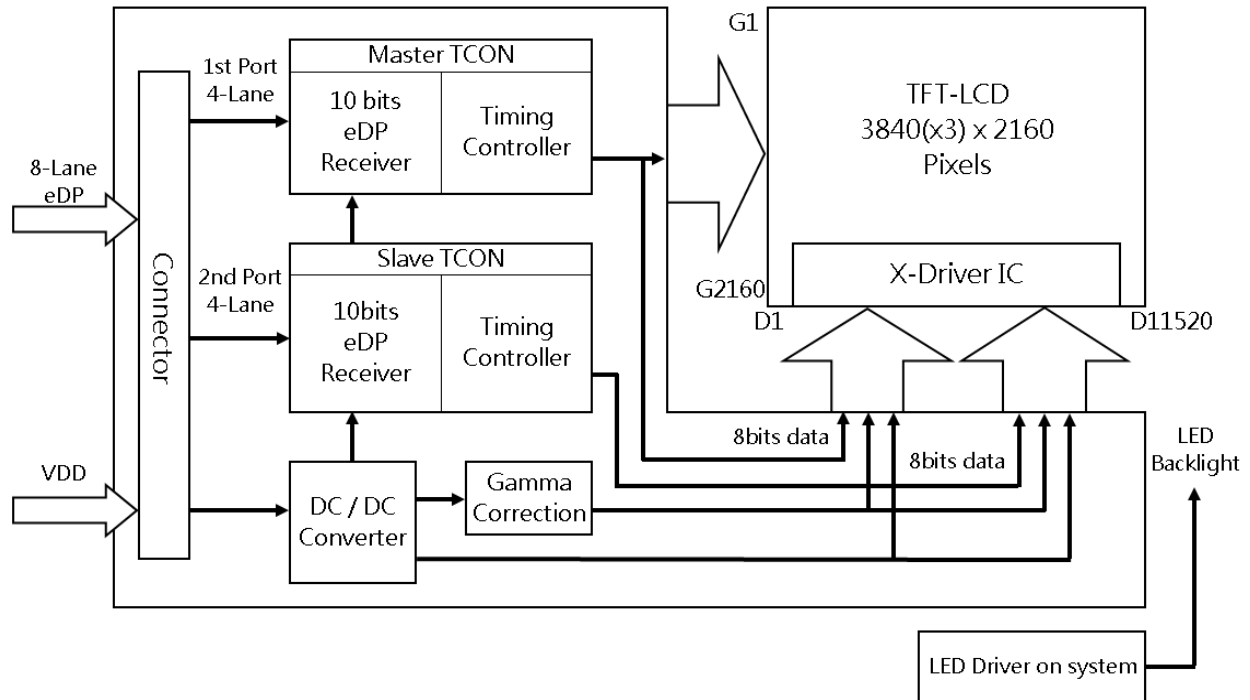 G1
Master TCON
1st Port
4-Lane
10 bits
eDP
Receiver
Timing
Controller
TFT-LCD
3840(x3) x 2160
Pixels
8-Lane
eDP
Connector
Slave TCON
2nd Port
4-Lane
10bits
eDP
Receiver
Timing
Controller
X-Driver IC
G2160
D1
D11520
8bits data
8bits data
LED
Backlight
VDD
DC / DC
Converter
Gamma
Correction
LED Driver on system